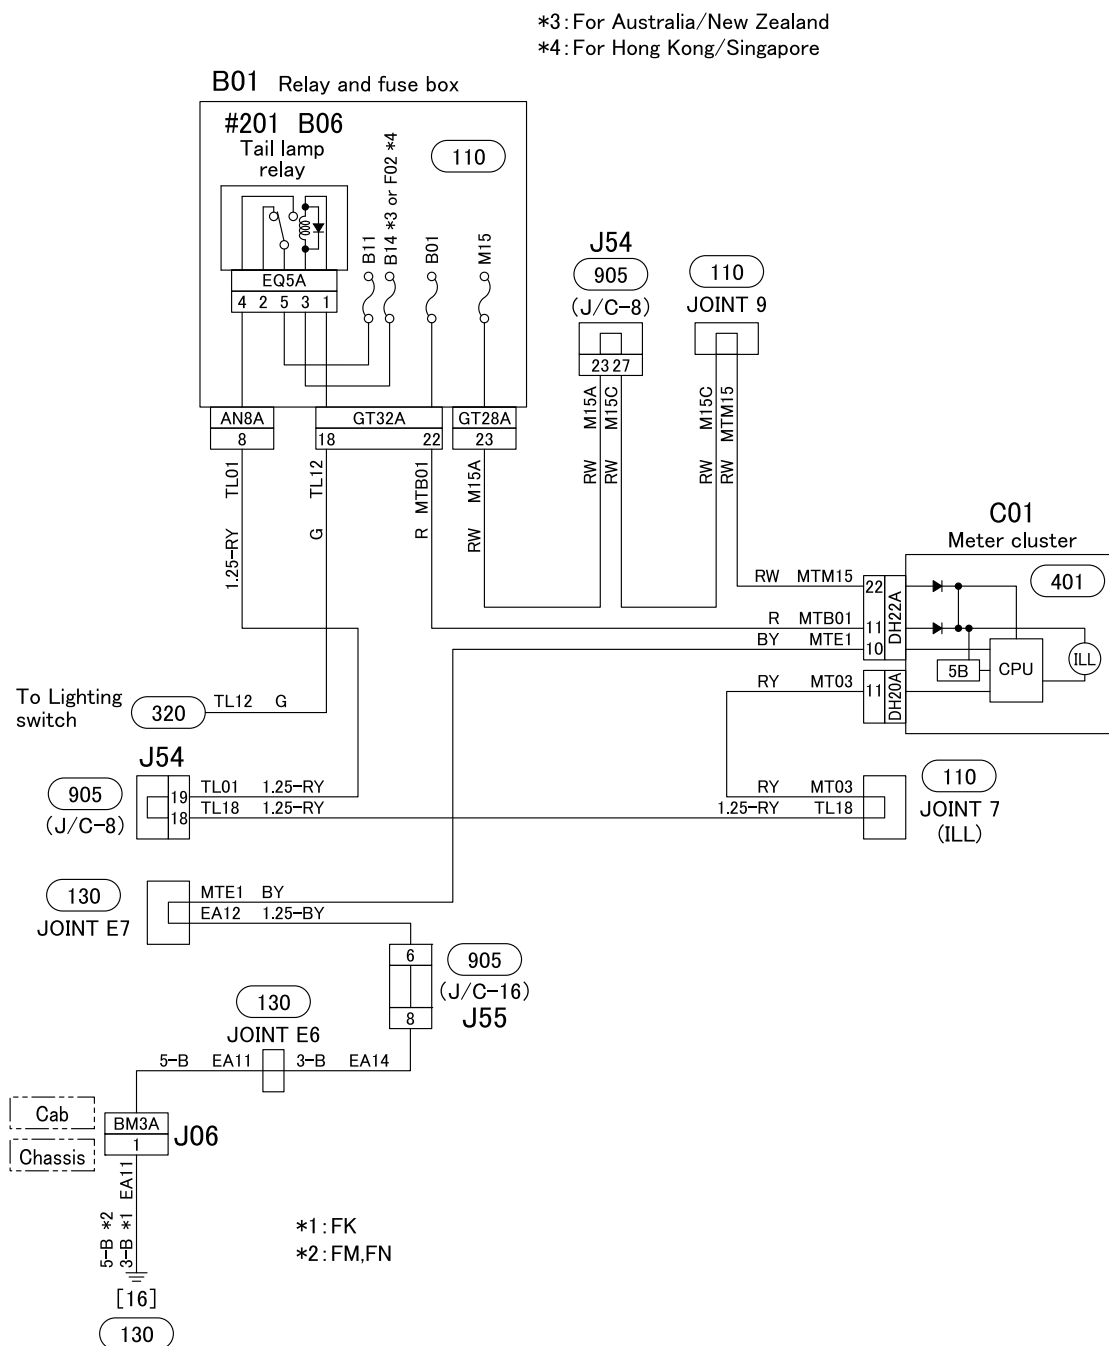 *3:For Australia/New Zealand
*4:For Hong Kong/Singapore
B01 Relay and fuse box
#201 B06
Tail lamp
relay
110
B11
B14 *3 or F02 *4
B01
M15
EQ5A
4 2 5 3 1
AN8A
8
GT32A
18 22
GT28A
23
J54
905
(J/C-8)
23 27
110
JOINT 9
RW M15A
RW M15C
RW M15C
RW MTM15
1.25-RY TL01
G TL12
R MTB01
RW M15A
C01
Meter cluster
401
RW MTM15 22
R MTB01 11
BY MTE1 10
DH22A
5B
CPU
ILL
RY MT03 11
DH20A
To Lighting
switch
320
TL12 G
J54
905
(J/C-8)
19 TL01 1.25-RY
18 TL18 1.25-RY
RY MT03
1.25-RY TL18
110
JOINT 7
(ILL)
130
JOINT E7
MTE1 BY
EA12 1.25-BY
6
8
905
(J/C-16)
J55
130
JOINT E6
5-B EA11 3-B EA14
Cab
Chassis
BM3A
1
J06
EA11
5-B *2
3-B *1
*1:FK
*2:FM,FN
[16]
130